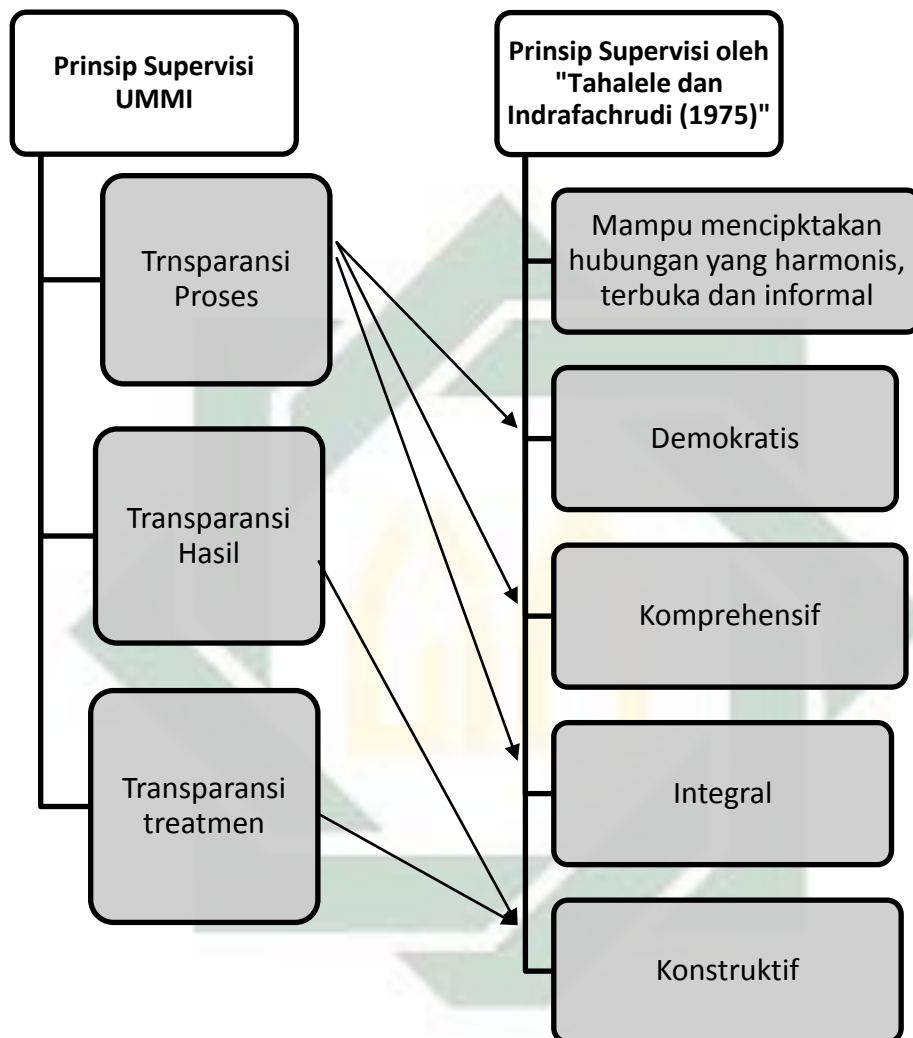 Prinsip Supervisi
UMMI
Trnsparansi
Proses
Transparansi
Hasil
Transparansi
treatmen
Prinsip Supervisi oleh
"Tahalele dan
Indrafachrudi (1975)"
Mampu mencipktakan
hubungan yang harmonis,
terbuka dan informal
Demokratis
Komprehensif
Integral
Konstruktif